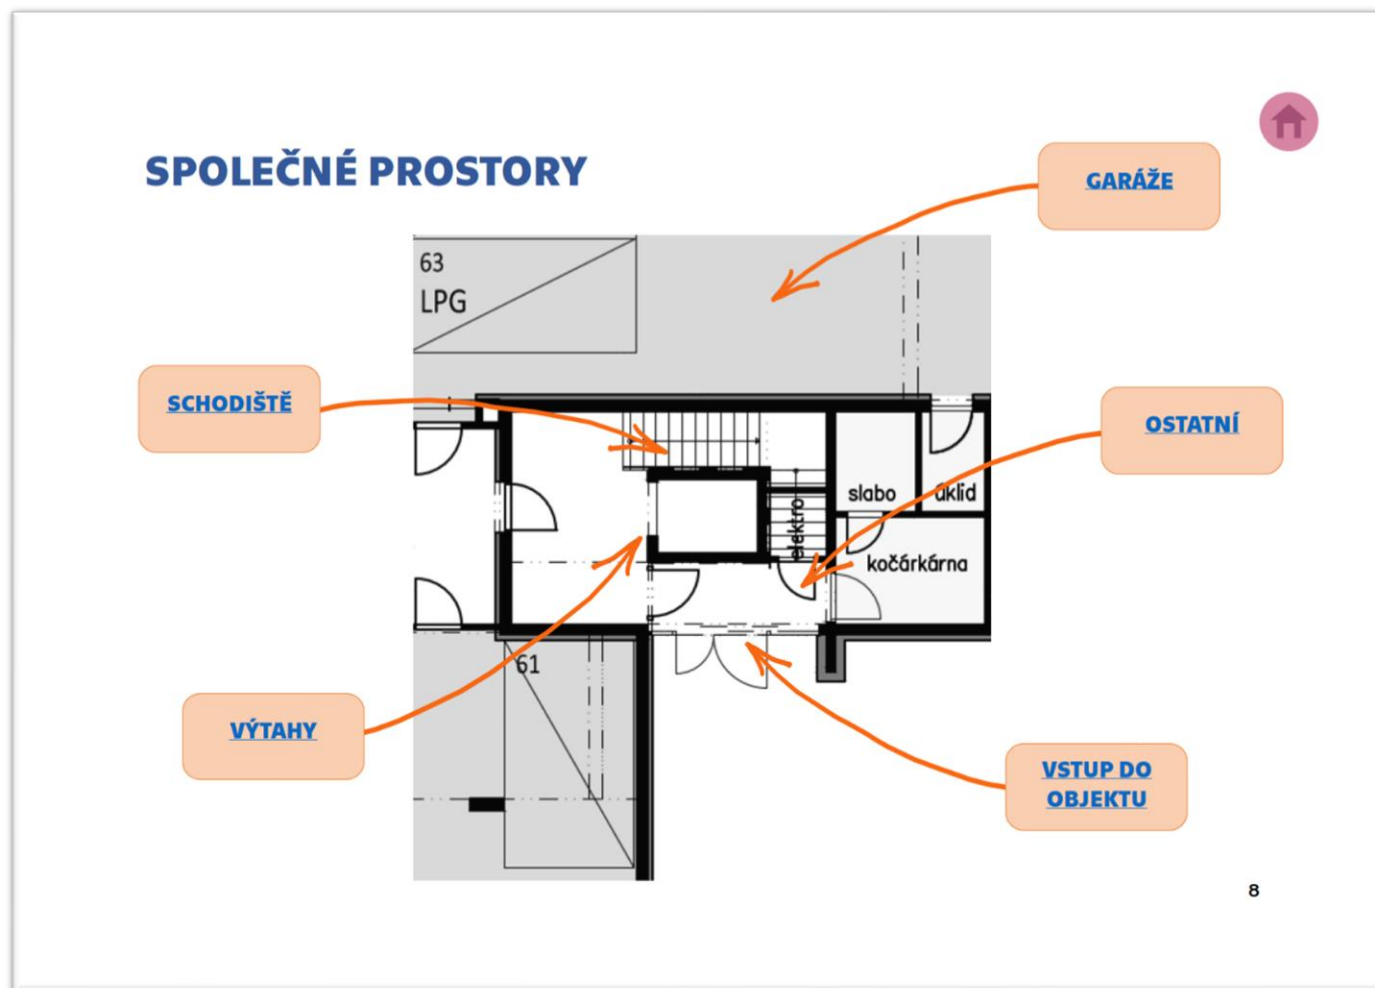 SPOLEČNÉ PROSTORY
GARÁŽE
63
LPG
SCHODIŠTĚ
OSTATNÍ
slabo
úklid
elektro
kočárkárna
61
VÝTAHY
VSTUP DO
OBJEKTU
8